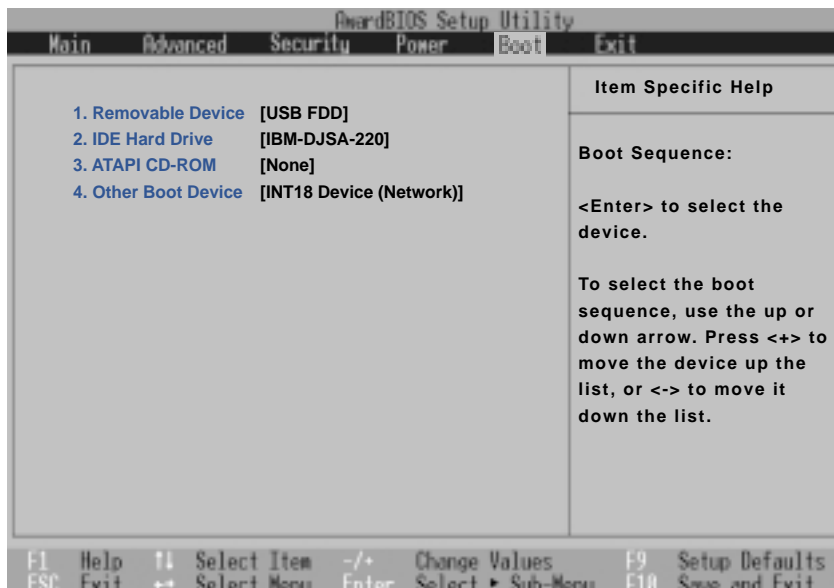 AwardBIOS Setup Utility
Main Advanced Security Power Boot Exit
1. Removable Device [USB FDD]
2. IDE Hard Drive [IBM-DJSA-220]
3. ATAPI CD-ROM [None]
4. Other Boot Device [INT18 Device (Network)]
Item Specific Help
Boot Sequence:
<Enter> to select the
device.
To select the boot
sequence, use the up or
down arrow. Press <+> to
move the device up the
list, or <-> to move it
down the list.
F1 Help ↑↓ Select Item -/+ Change Values F9 Setup Defaults
ESC Exit ←→ Select Menu Enter Select ▶ Sub-Menu F10 Save and Exit